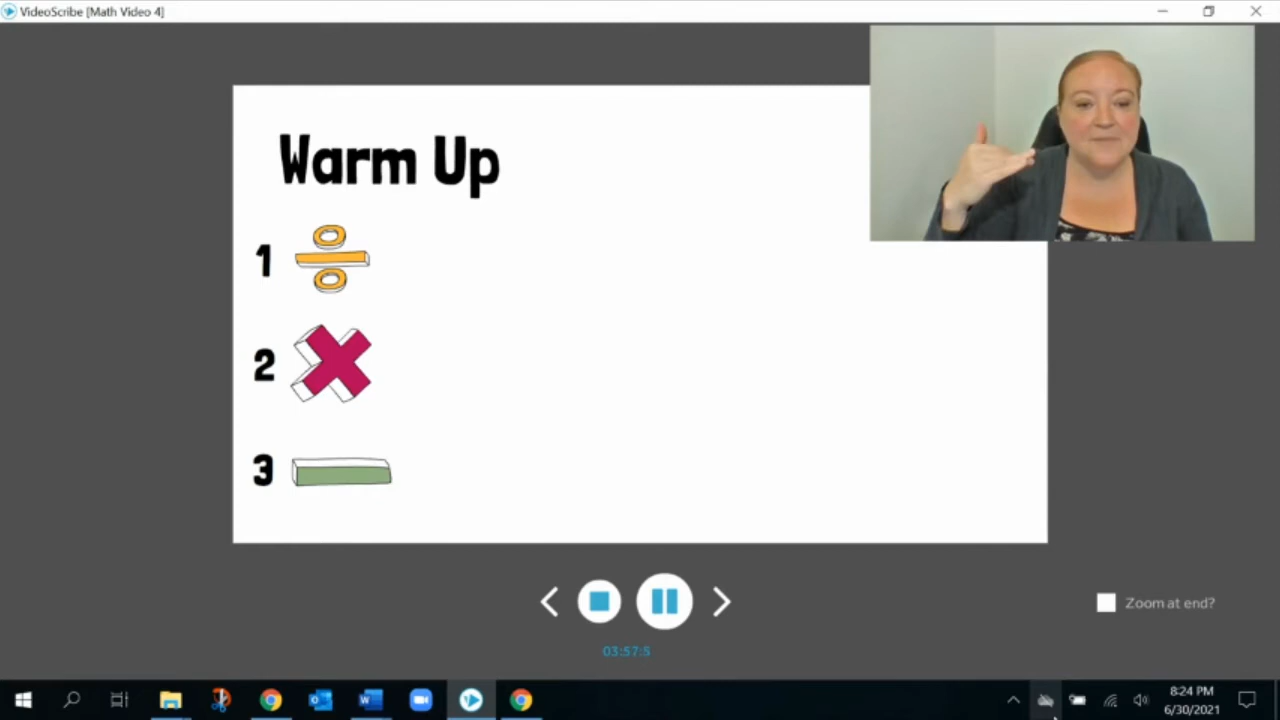 VideoScribe [Math Video 4]
Warm Up
1 ÷
2 ×
3 −
Zoom at end?
03:57:5
8:24 PM
6/30/2021